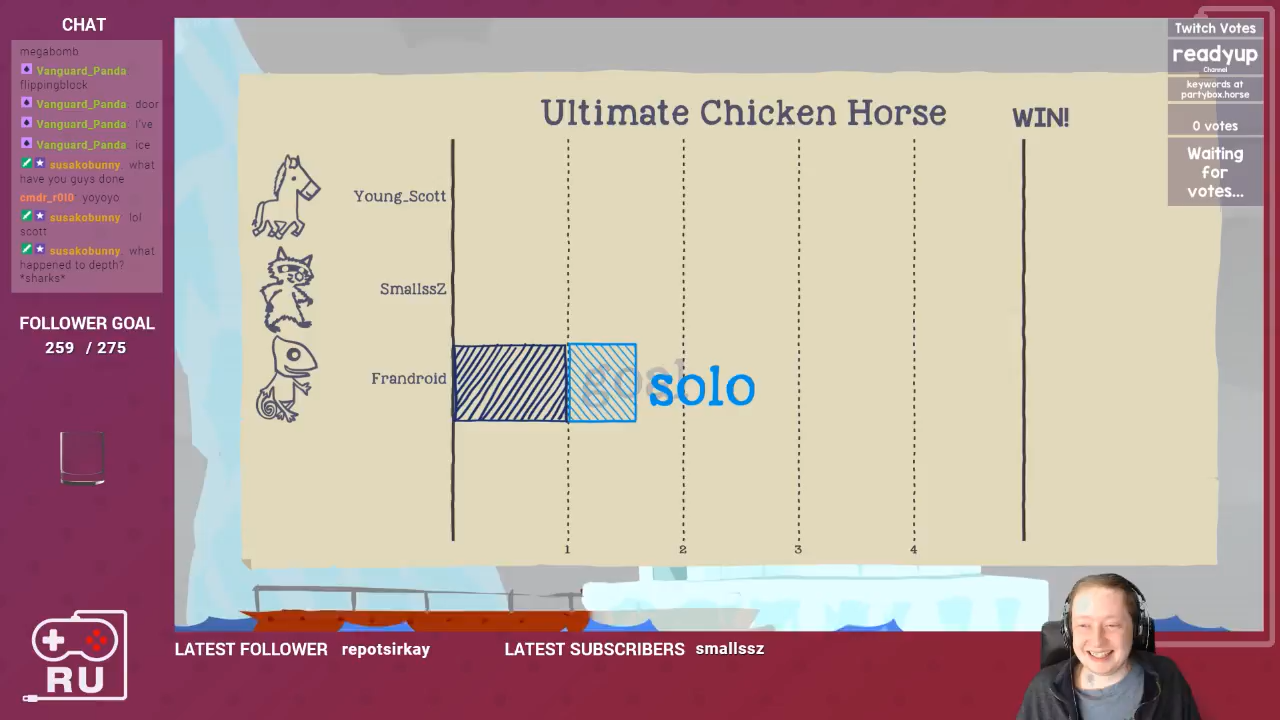 CHAT
megabomb
Vanguard_Panda:
flippingblock
Vanguard_Panda: door
Vanguard_Panda: I've
Vanguard_Panda: ice
susakobunny: what
have you guys done
cmdr_r0l0: yoyoyo
susakobunny: lol
scott
susakobunny: what
happened to depth?
*sharks*
FOLLOWER GOAL
259 / 275
RU
Ultimate Chicken Horse
WIN!
Young_Scott
SmallssZ
Frandroid
goal
solo
1 2 3 4
Twitch Votes
readyup
Channel
keywords at
partybox.horse
0 votes
Waiting
for
votes...
LATEST FOLLOWER repotsirkay
LATEST SUBSCRIBERS smallssz